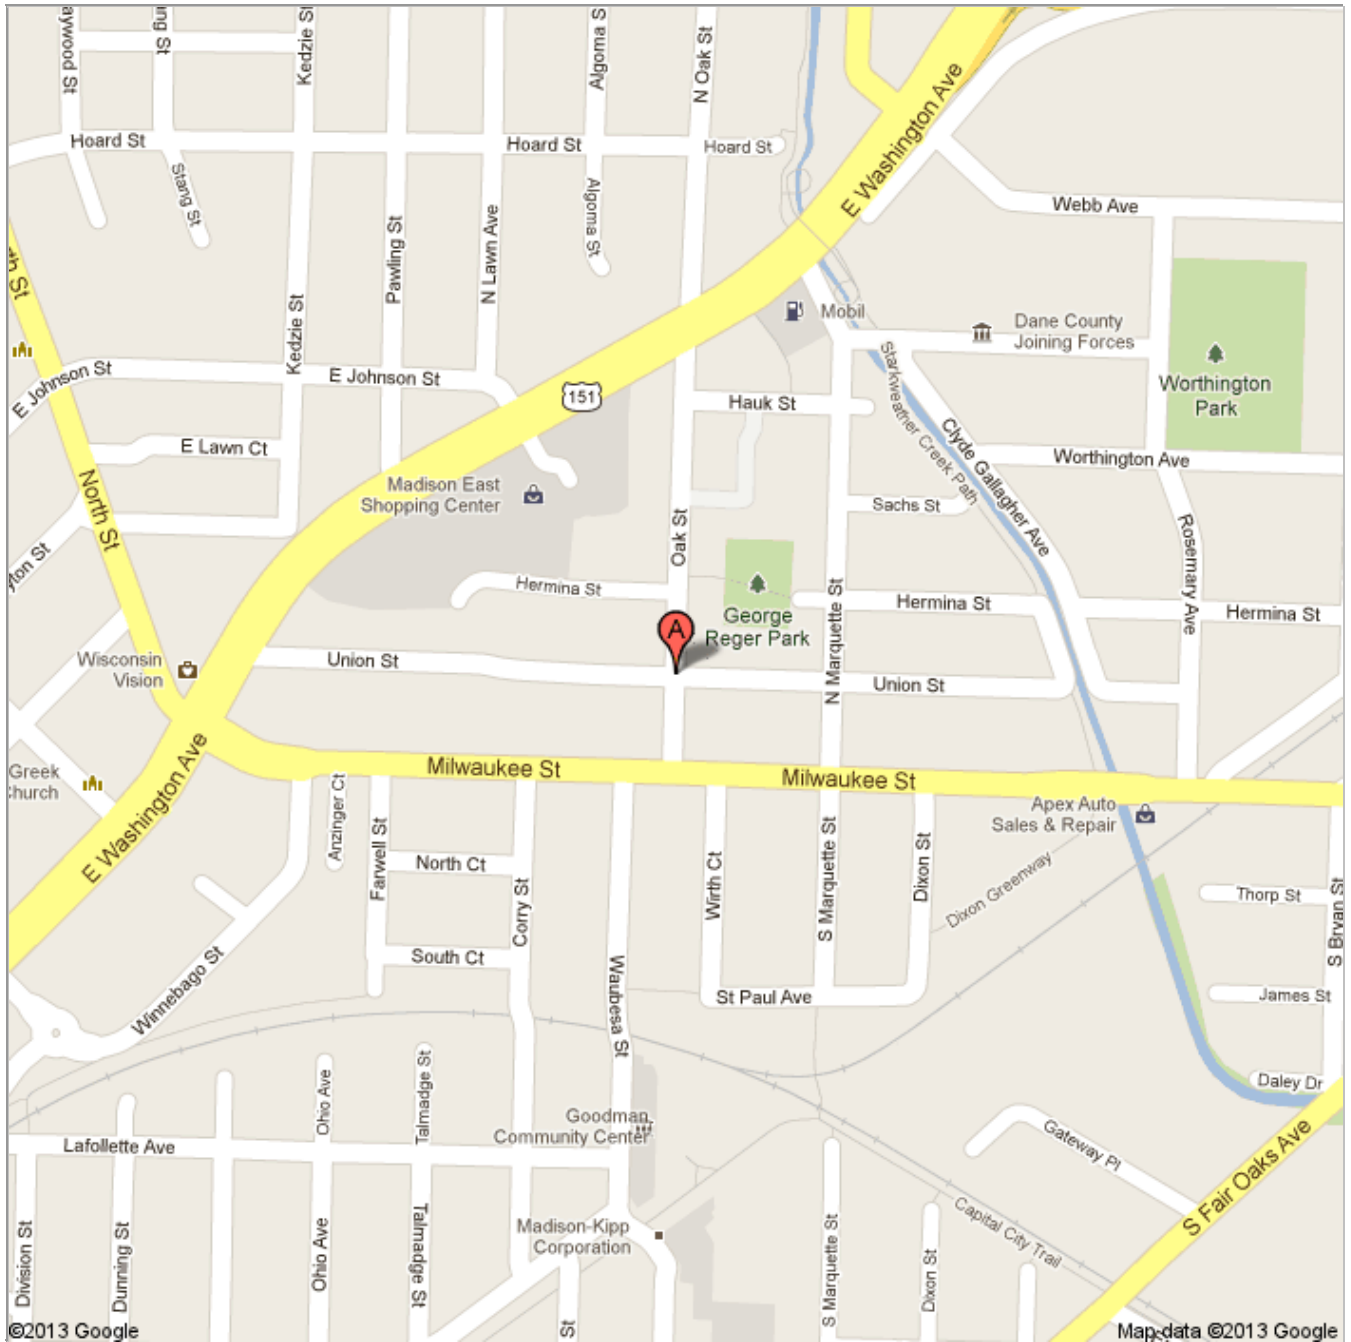 aywood St
ng St
Kedzie St
Algoma S
N Oak St
E Washington Ave
Hoard St
Hoard St
Hoard St
Stang St
Algoma St
Webb Ave
Pawling St
N Lawn Ave
th St
Kedzie St
Mobil
Dane County
Joining Forces
E Johnson St
E Johnson St
151
Hauk St
Starkweather Creek Path
Worthington
Park
E Lawn Ct
Clyde Gallagher Ave
Worthington Ave
North St
Madison East
Shopping Center
Sachs St
Oak St
Rosemary Ave
yton St
Hermina St
Hermina St
Hermina St
George
Reger Park
A
N Marquette St
Wisconsin
Vision
Union St
Union St
Greek
Church
E Washington Ave
Milwaukee St
Milwaukee St
Apex Auto
Sales & Repair
Anzinger Ct
Farwell St
North Ct
Corry St
Wirth Ct
S Marquette St
Dixon St
Dixon Greenway
Thorp St
S Bryan St
South Ct
Winnebago St
Waubesa St
St Paul Ave
James St
Ohio Ave
Talmadge St
Daley Dr
Goodman
Community Center
Lafollette Ave
Gateway Pl
S Fair Oaks Ave
Division St
Dunning St
Ohio Ave
Talmadge St
Madison-Kipp
Corporation
S Marquette St
Dixon St
Capital City Trail
St
©2013 Google
Map data ©2013 Google